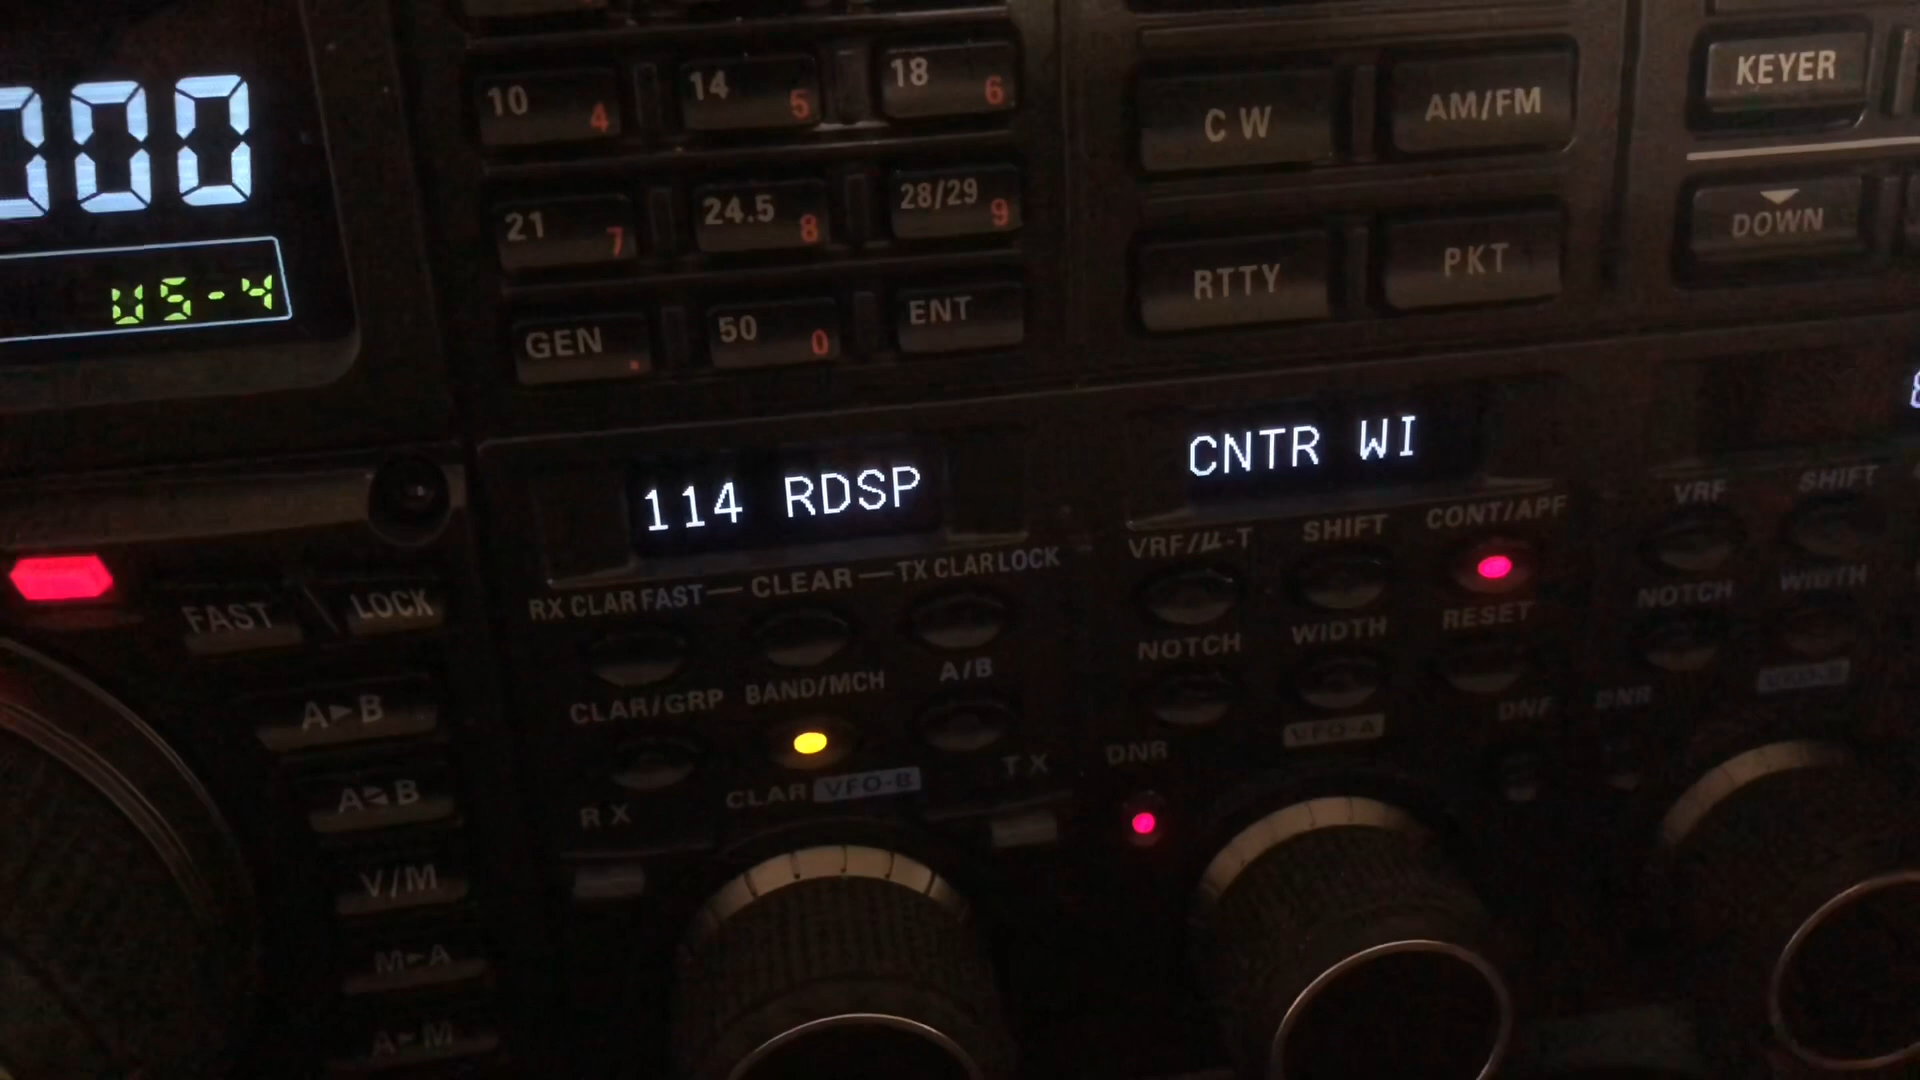 000
US-4
10 4
14 5
18 6
21 7
24.5 8
28/29 9
GEN .
50 0
ENT
CW
AM/FM
RTTY
PKT
KEYER
DOWN
114 RDSP
CNTR WI
FAST
LOCK
A►B
A B
V/M
M►A
A►M
RX CLAR FAST
CLEAR
TX CLAR LOCK
CLAR/GRP
BAND/MCH
A/B
RX
CLAR VFO-B
TX
VRF/μ-T
SHIFT
CONT/APF
NOTCH
WIDTH
RESET
VFO-A
DNR
DNF
DNR
VRF
SHIFT
NOTCH
WIDTH